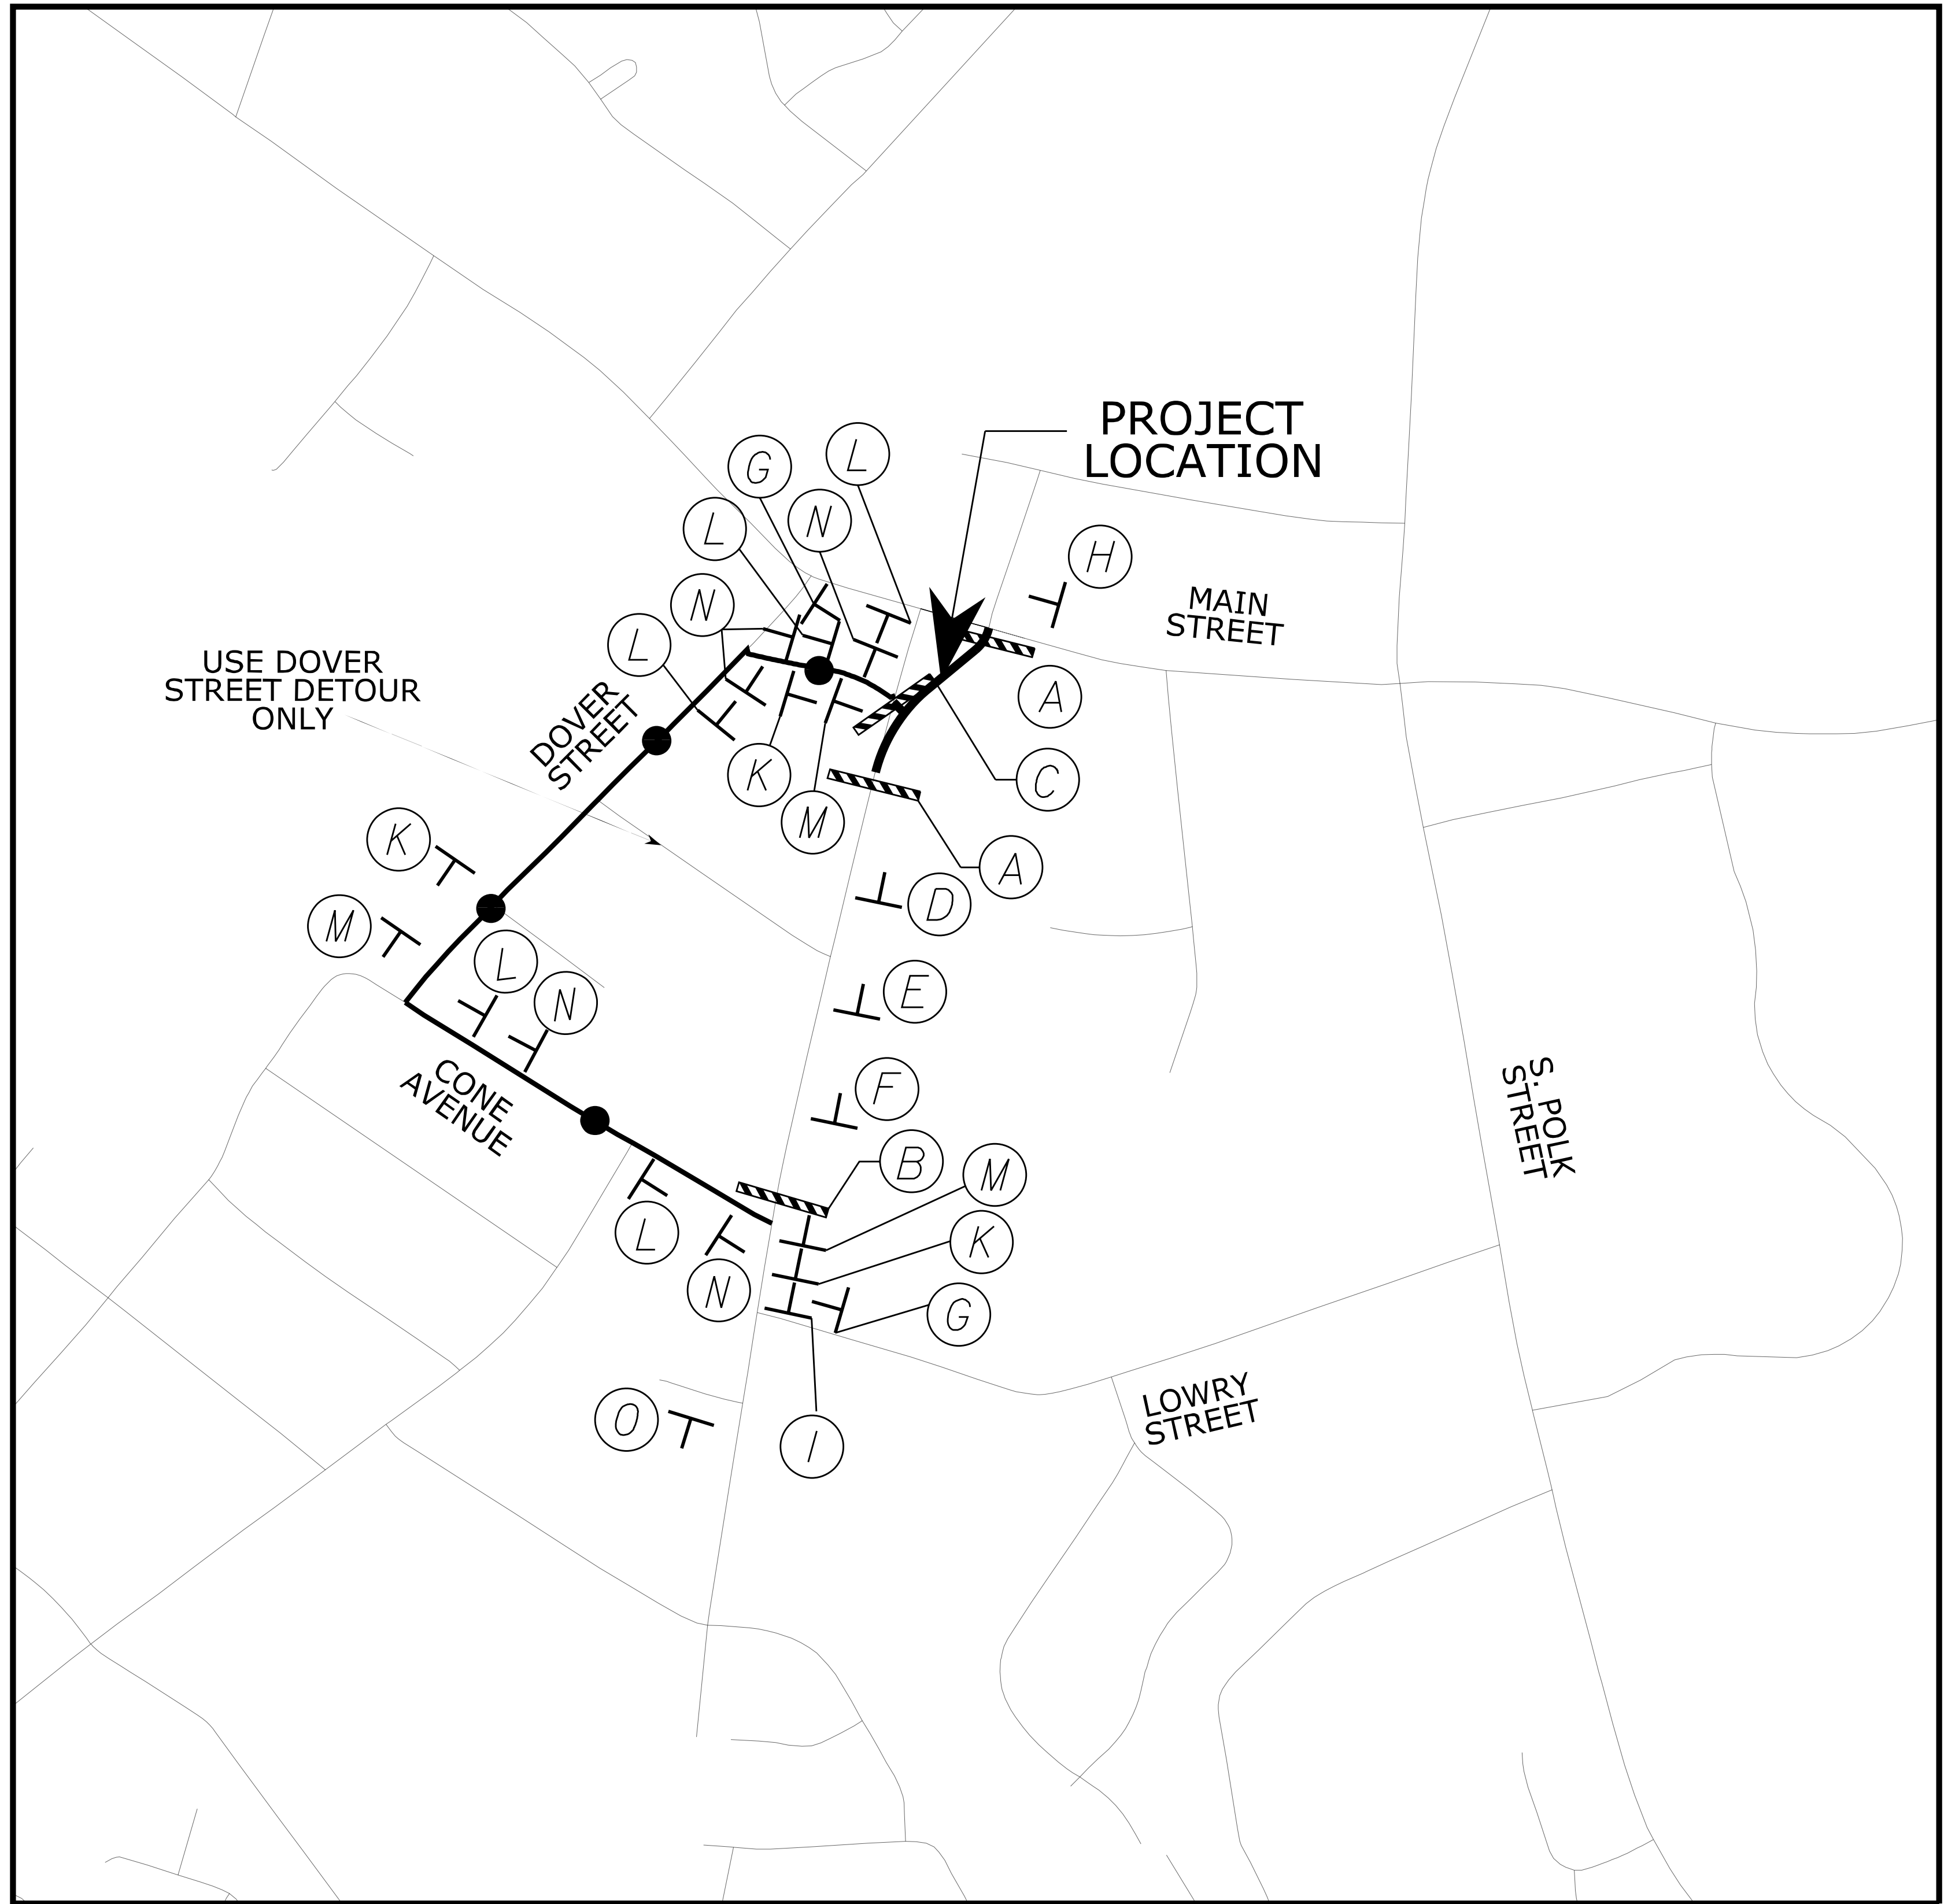 PROJECT
LOCATION
G
L
L
N
H
N
MAIN
STREET
L
USE DOVER
STREET DETOUR
ONLY
DOVER
STREET
A
K
C
M
K
A
D
M
L
N
E
CONE
AVENUE
F
S. POLK
STREET
B
M
L
K
N
G
LOWRY
STREET
O
I